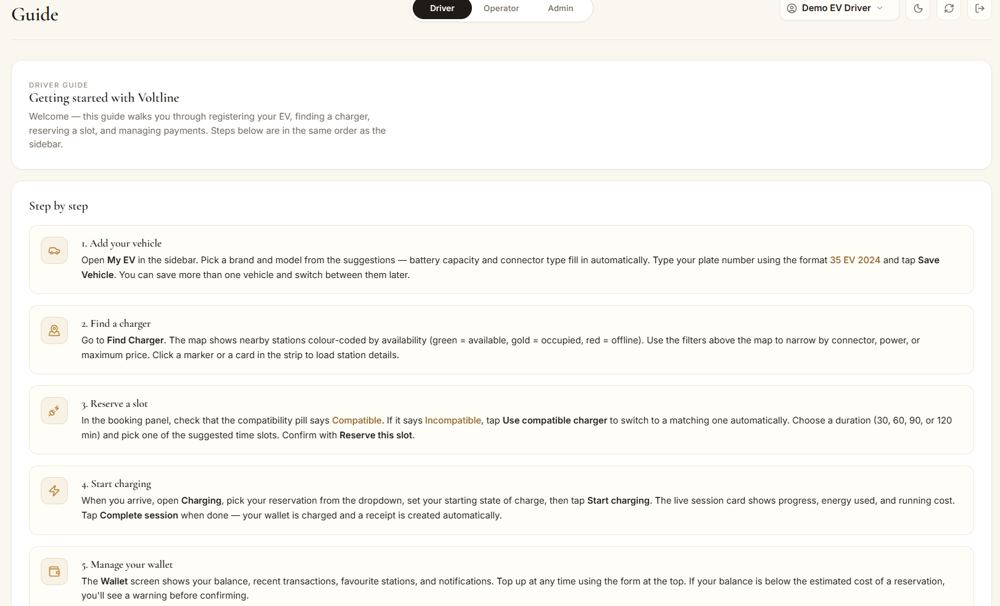 Guide
Driver
Operator
Admin
Demo EV Driver
DRIVER GUIDE
Getting started with Voltline
Welcome — this guide walks you through registering your EV, finding a charger,
reserving a slot, and managing payments. Steps below are in the same order as the
sidebar.
Step by step
1. Add your vehicle
Open My EV in the sidebar. Pick a brand and model from the suggestions — battery capacity and connector type fill in automatically. Type your plate number using the format 35 EV 2024 and tap Save
Vehicle. You can save more than one vehicle and switch between them later.
2. Find a charger
Go to Find Charger. The map shows nearby stations colour-coded by availability (green = available, gold = occupied, red = offline). Use the filters above the map to narrow by connector, power, or
maximum price. Click a marker or a card in the strip to load station details.
3. Reserve a slot
In the booking panel, check that the compatibility pill says Compatible. If it says Incompatible, tap Use compatible charger to switch to a matching one automatically. Choose a duration (30, 60, 90, or 120
min) and pick one of the suggested time slots. Confirm with Reserve this slot.
4. Start charging
When you arrive, open Charging, pick your reservation from the dropdown, set your starting state of charge, then tap Start charging. The live session card shows progress, energy used, and running cost.
Tap Complete session when done — your wallet is charged and a receipt is created automatically.
5. Manage your wallet
The Wallet screen shows your balance, recent transactions, favourite stations, and notifications. Top up at any time using the form at the top. If your balance is below the estimated cost of a reservation,
you'll see a warning before confirming.